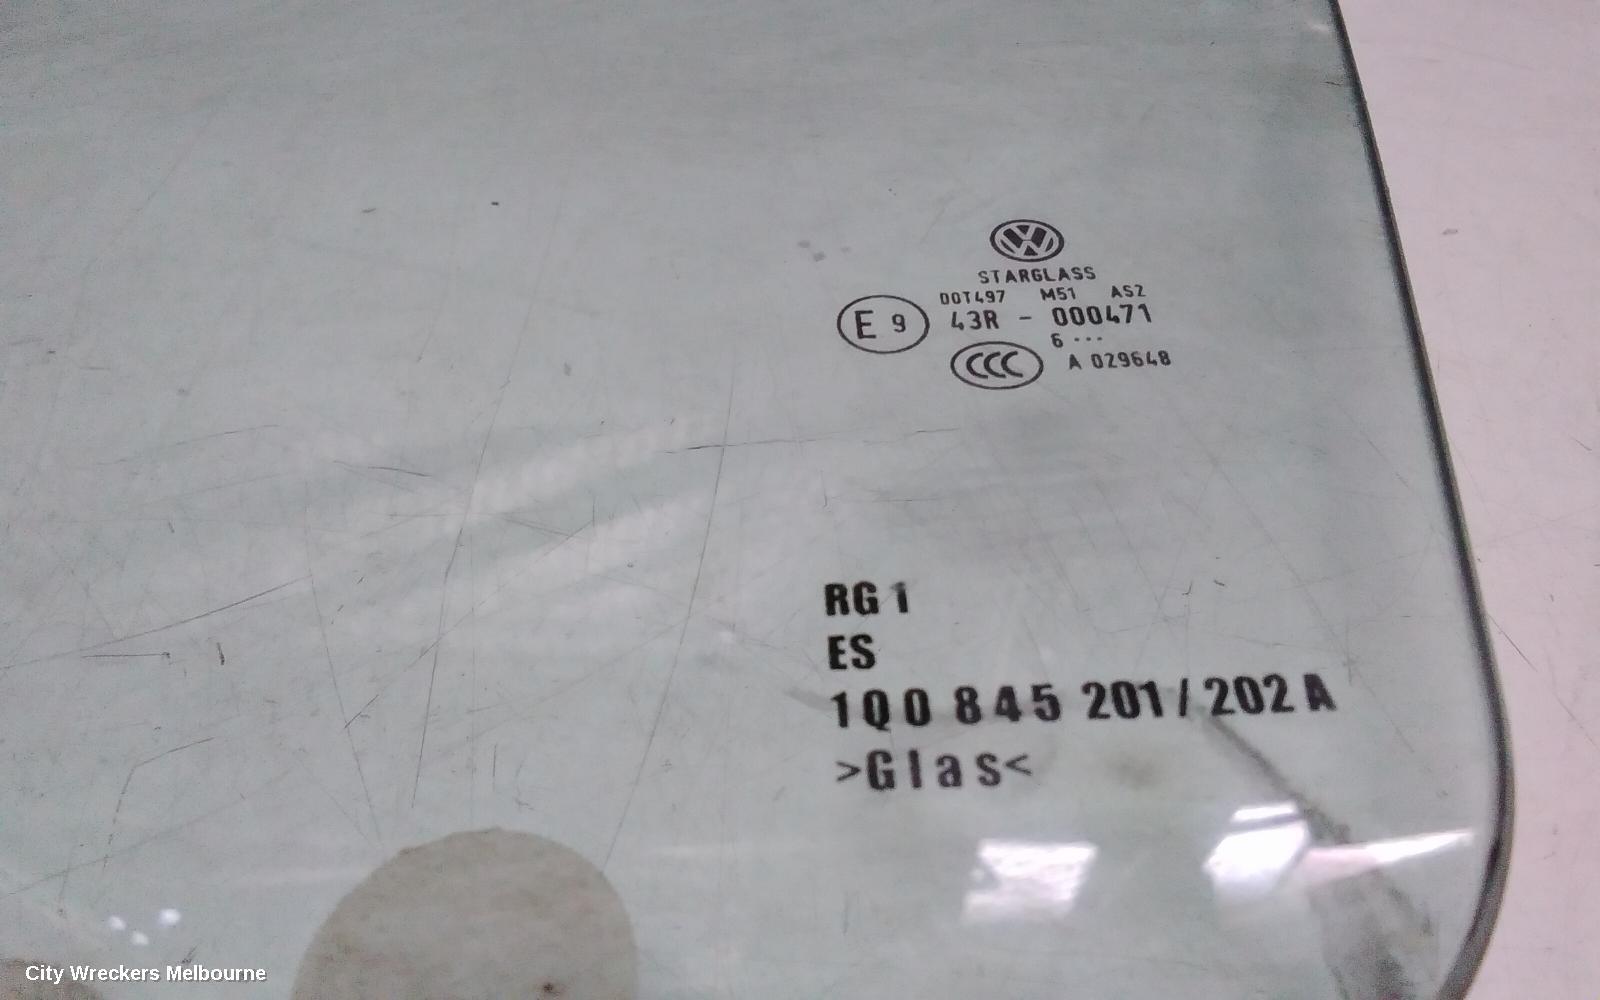 STARGLASS
DOT497 M51 AS2
E 9 43R - 000471
6 ···
CCC A 029648
RG 1
ES
1Q0 845 201/202 A
>Glas<
City Wreckers Melbourne